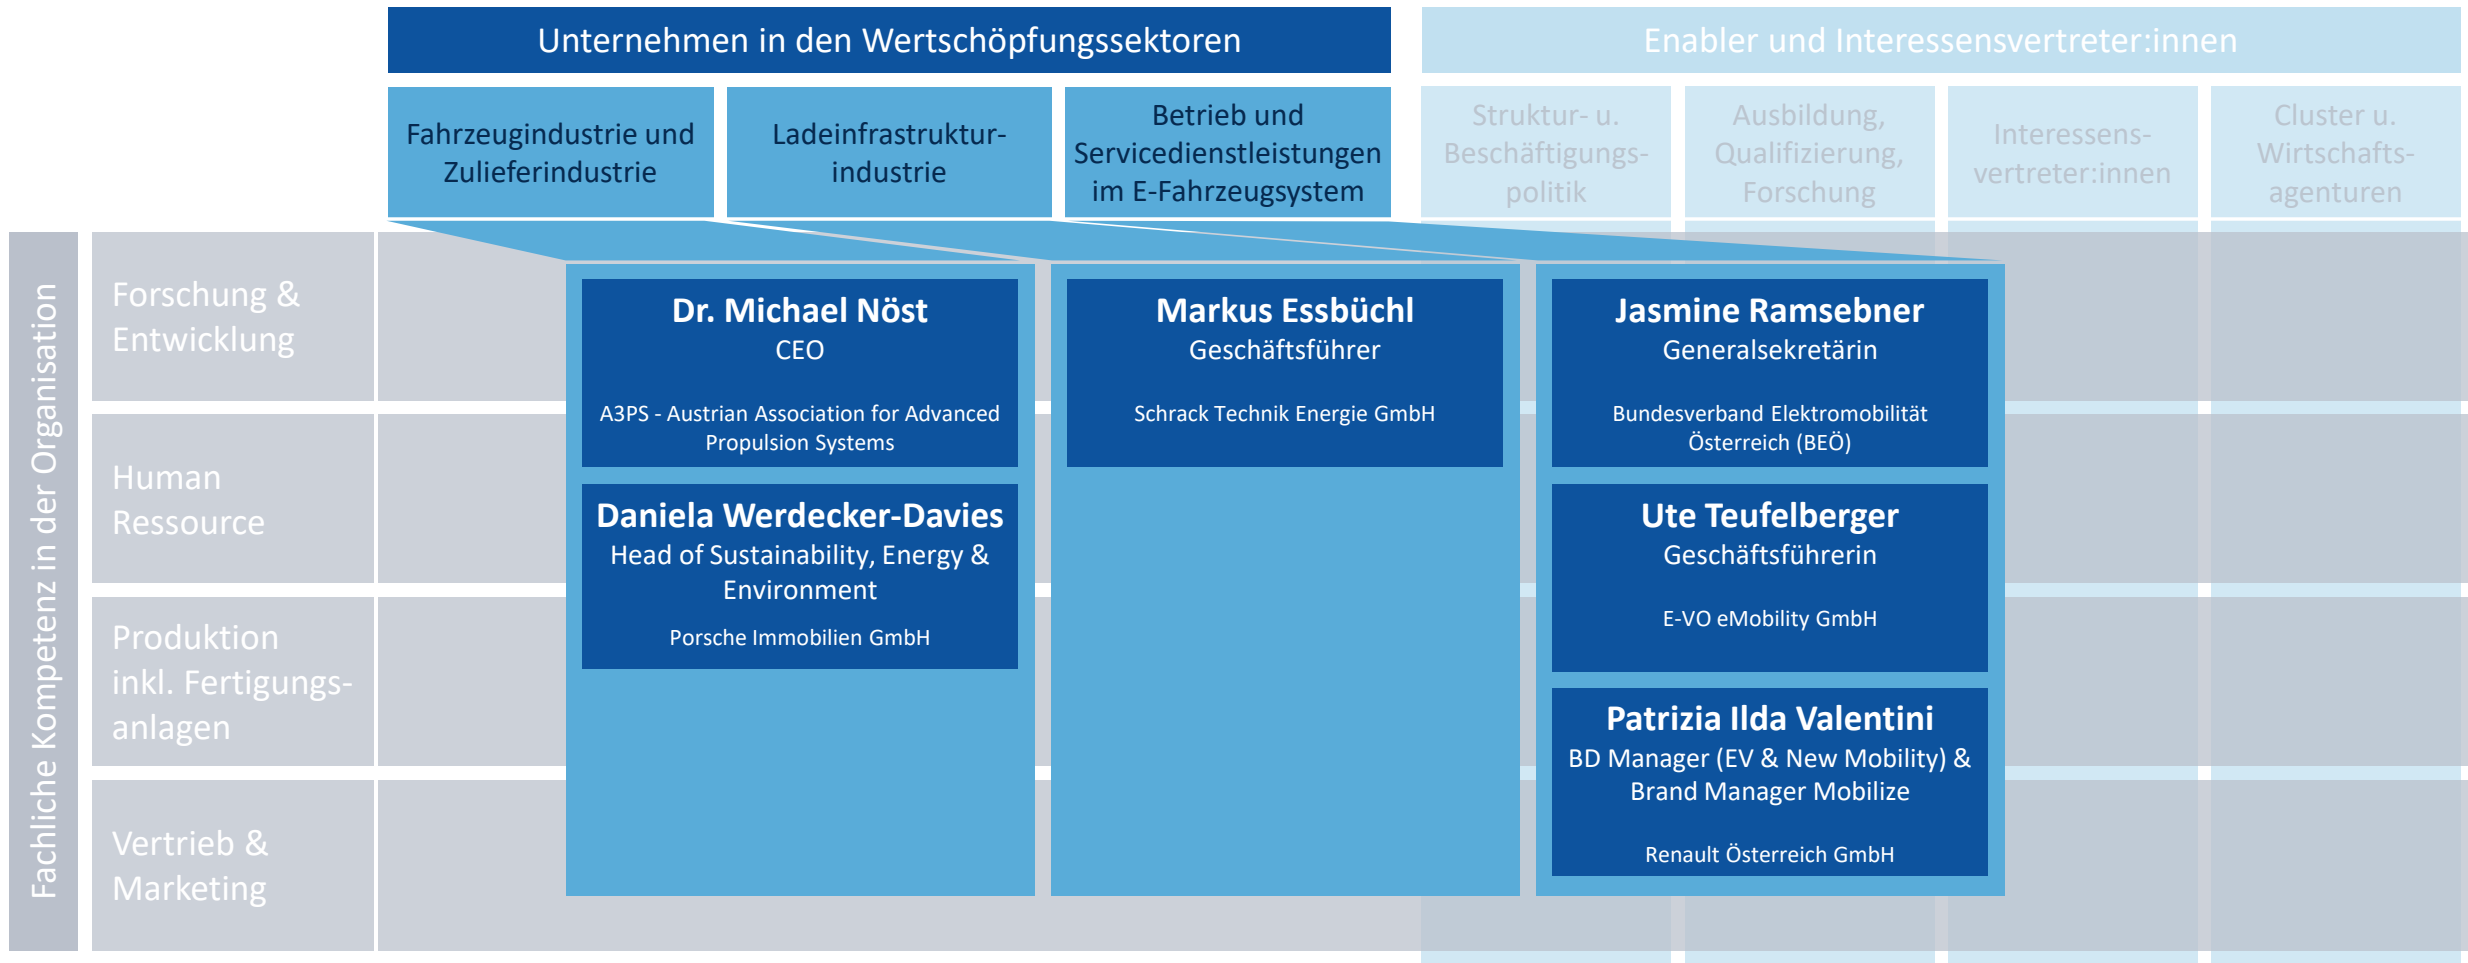 Unternehmen in den Wertschöpfungssektoren
Enabler und Interessensvertreter:innen
Fahrzeugindustrie und
Zulieferindustrie
Ladeinfrastruktur-
industrie
Betrieb und
Servicedienstleistungen
im E-Fahrzeugsystem
Struktur- u.
Beschäftigungs-
politik
Ausbildung,
Qualifizierung,
Forschung
Interessens-
vertreter:innen
Cluster u.
Wirtschafts-
agenturen
Fachliche Kompetenz in der Organisation
Forschung &
Entwicklung
Human
Ressource
Produktion
inkl. Fertigungs-
anlagen
Vertrieb &
Marketing
Dr. Michael Nöst
CEO
A3PS - Austrian Association for Advanced
Propulsion Systems
Daniela Werdecker-Davies
Head of Sustainability, Energy &
Environment
Porsche Immobilien GmbH
Markus Essbüchl
Geschäftsführer
Schrack Technik Energie GmbH
Jasmine Ramsebner
Generalsekretärin
Bundesverband Elektromobilität
Österreich (BEÖ)
Ute Teufelberger
Geschäftsführerin
E-VO eMobility GmbH
Patrizia Ilda Valentini
BD Manager (EV & New Mobility) &
Brand Manager Mobilize
Renault Österreich GmbH